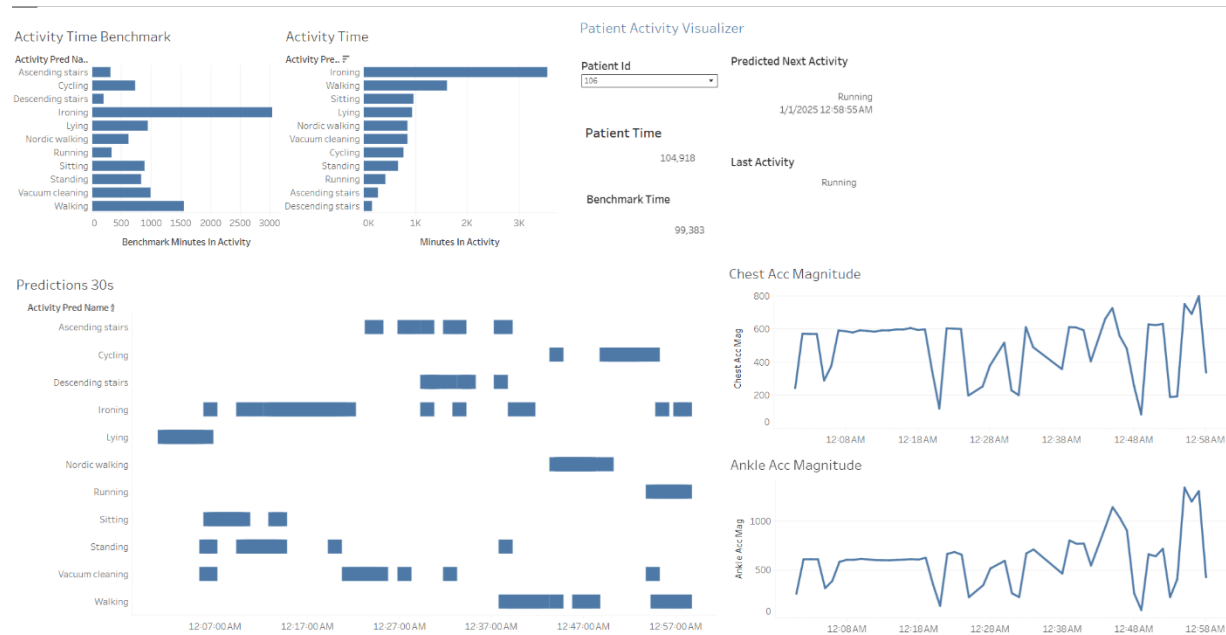 Activity Time Benchmark
Activity Pred Na..
Ascending stairs
Cycling
Descending stairs
Ironing
Lying
Nordic walking
Running
Sitting
Standing
Vacuum cleaning
Walking
0 500 1000 1500 2000 2500 3000
Benchmark Minutes In Activity
Activity Time
Activity Pre..
Ironing
Walking
Sitting
Lying
Nordic walking
Vacuum cleaning
Cycling
Standing
Running
Ascending stairs
Descending stairs
0K 1K 2K 3K
Minutes In Activity
Patient Activity Visualizer
Patient Id
106
Predicted Next Activity
Running
1/1/2025 12:58:55 AM
Patient Time
104,918
Last Activity
Running
Benchmark Time
99,383
Predictions 30s
Activity Pred Name
Ascending stairs
Cycling
Descending stairs
Ironing
Lying
Nordic walking
Running
Sitting
Standing
Vacuum cleaning
Walking
12:07:00 AM 12:17:00 AM 12:27:00 AM 12:37:00 AM 12:47:00 AM 12:57:00 AM
Chest Acc Magnitude
Chest Acc Mag
800
600
400
200
0
12:08 AM 12:18 AM 12:28 AM 12:38 AM 12:48 AM 12:58 AM
Ankle Acc Magnitude
Ankle Acc Mag
1000
500
0
12:08 AM 12:18 AM 12:28 AM 12:38 AM 12:48 AM 12:58 AM